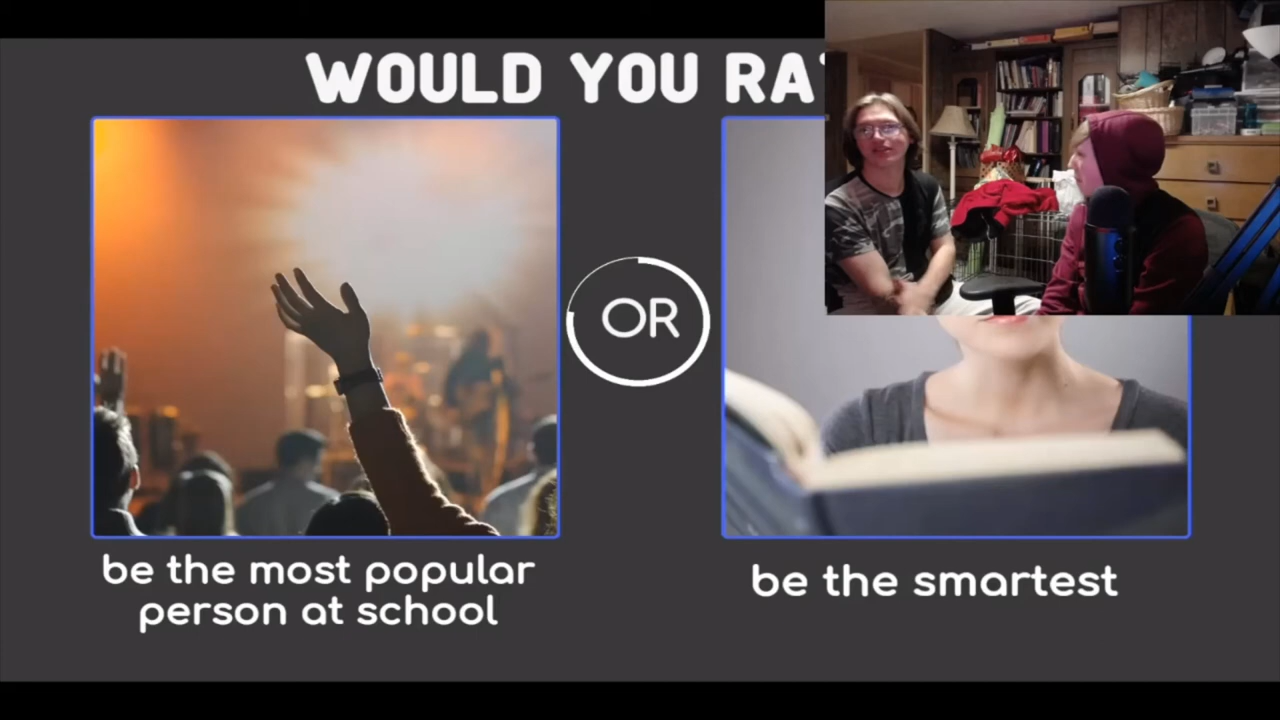 WOULD YOU RA
OR
be the most popular
person at school
be the smartest